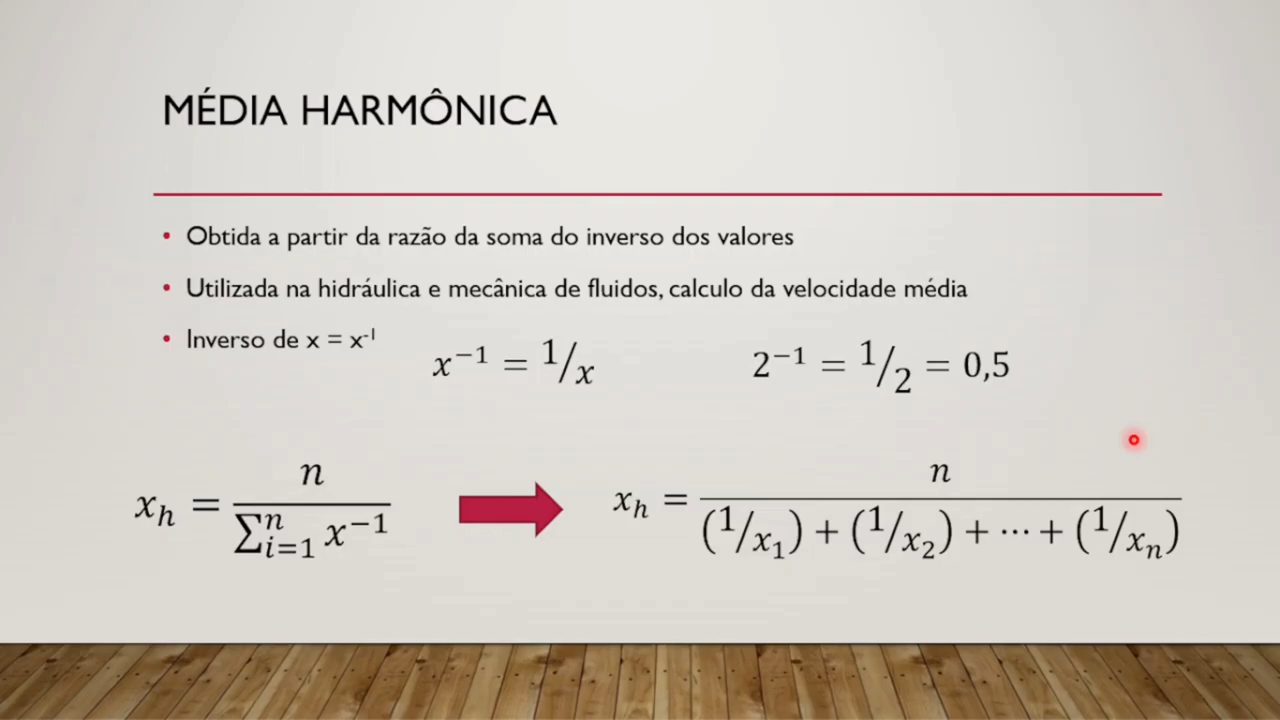 MÉDIA HARMÔNICA
• Obtida a partir da razão da soma do inverso dos valores
• Utilizada na hidráulica e mecânica de fluidos, calculo da velocidade média
• Inverso de x = x⁻¹
x⁻¹ = 1/x
2⁻¹ = 1/2 = 0,5
xₕ = n / ∑ⁿᵢ₌₁ x⁻¹
xₕ = n / (1/x₁) + (1/x₂) + ⋯ + (1/xₙ)